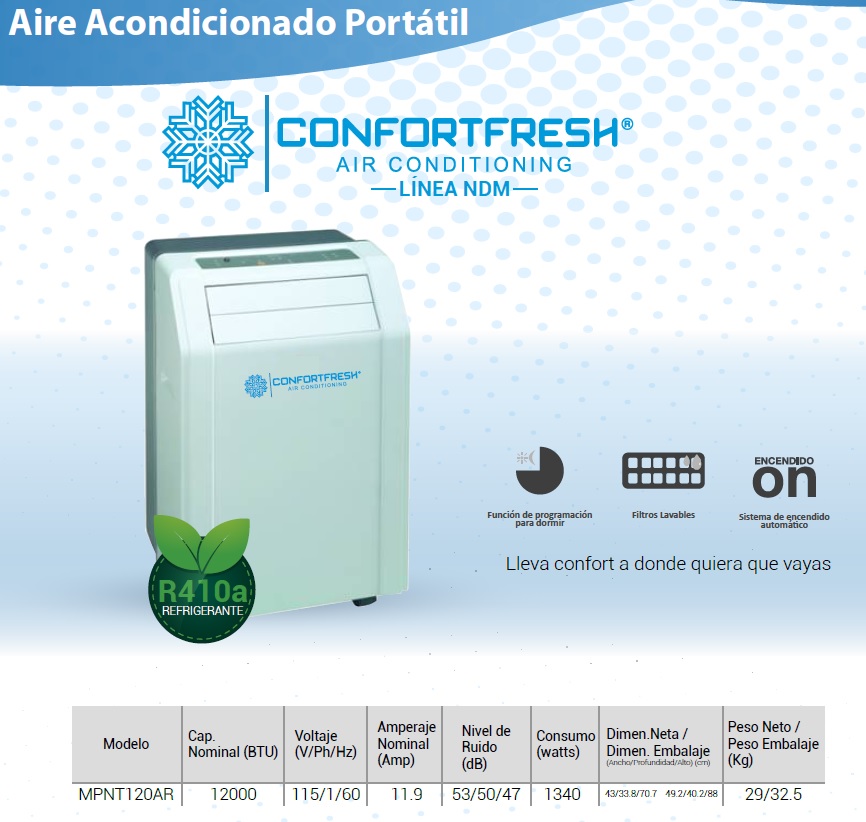 Aire Acondicionado Portátil
CONFORTFRESH®
AIR CONDITIONING
LÍNEA NDM
CONFORTFRESH®
AIR CONDITIONING
ENCENDIDO
on
Función de programación
para dormir
Filtros Lavables
Sistema de encendido
automático
Lleva confort a donde quiera que vayas
R410a
REFRIGERANTE
Modelo
Cap.
Nominal (BTU)
Voltaje
(V/Ph/Hz)
Amperaje
Nominal
(Amp)
Nivel de
Ruido
(dB)
Consumo
(watts)
Dimen.Neta /
Dimen. Embalaje
(Ancho/Profundidad/Alto) (cm)
Peso Neto /
Peso Embalaje
(Kg)
MPNT120AR 12000 115/1/60 11.9 53/50/47 1340 43/33.8/70.7 49.2/40.2/88 29/32.5